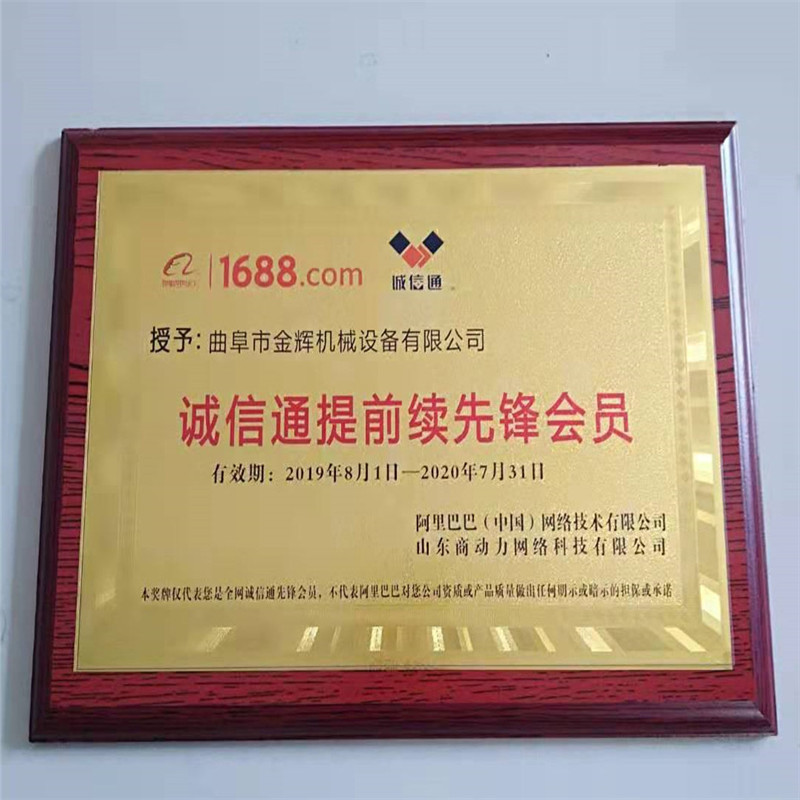 1688.com 诚信通
授予：曲阜市金辉机械设备有限公司
诚信通提前续先锋会员
有效期：2019年8月1日—2020年7月31日
阿里巴巴（中国）网络技术有限公司
山东商动力网络科技有限公司
本奖牌仅代表您是全网诚信通先锋会员，不代表阿里巴巴对您公司资质或产品质量做出任何明示或暗示的担保或承诺